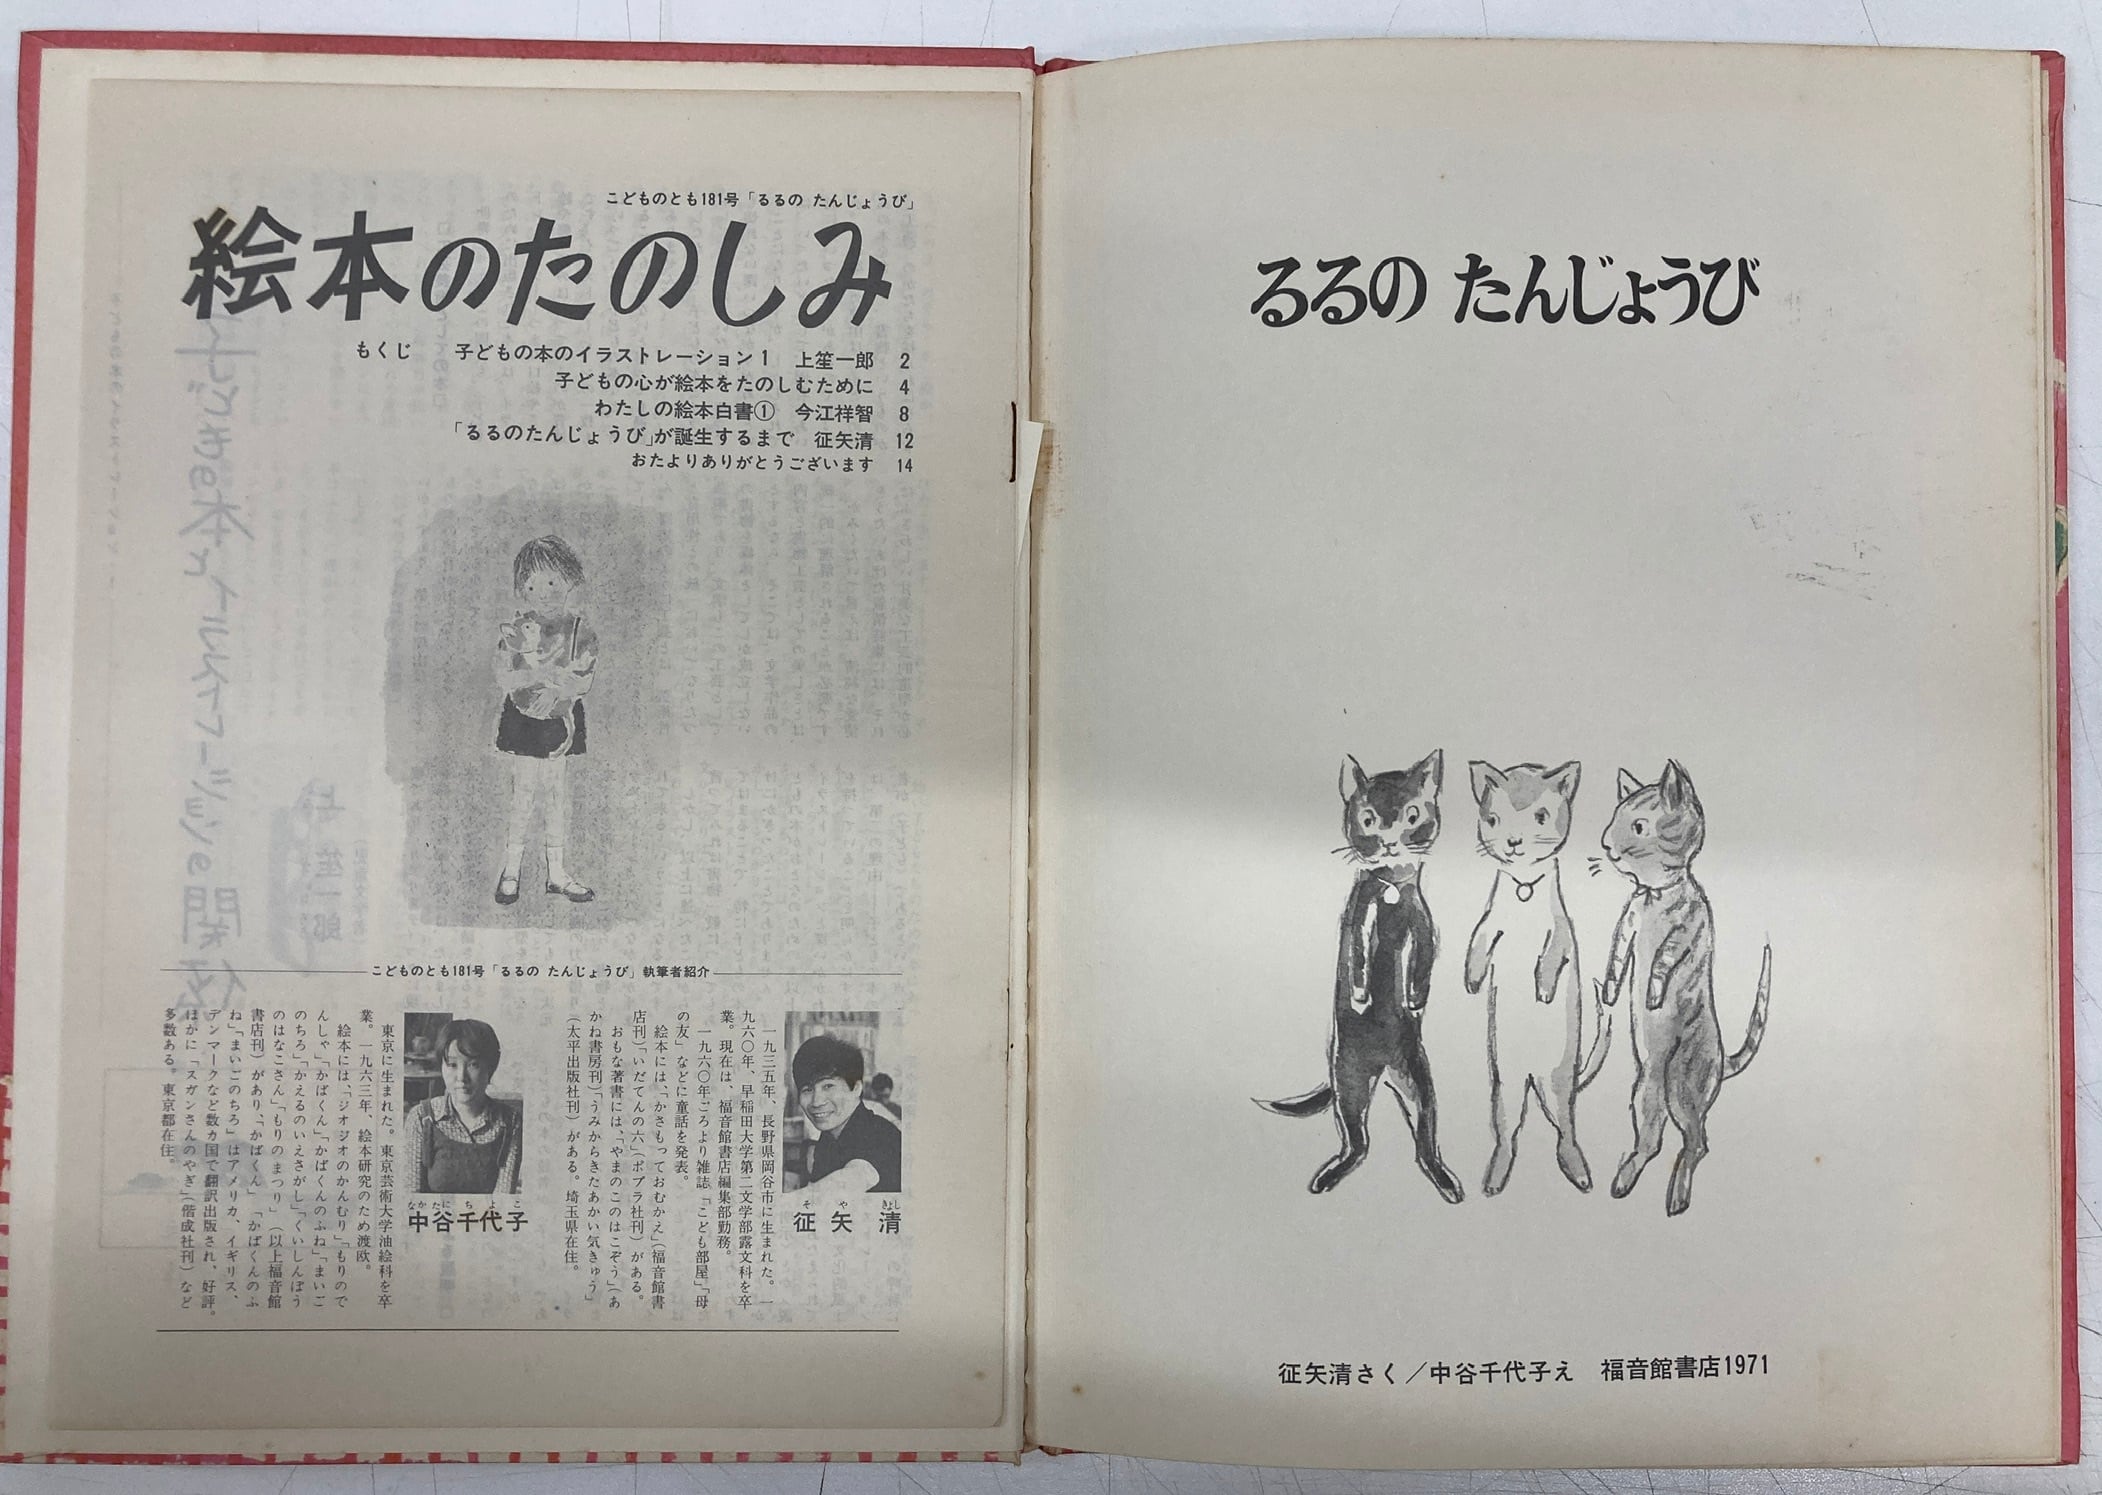 こどものとも181号「るるの たんじょうび」
絵本のたのしみ
もくじ　子どもの本のイラストレーション1　上笙一郎　2
子どもの心が絵本をたのしむために　4
わたしの絵本白書①　今江祥智　8
「るるのたんじょうび」が誕生するまで　征矢清　12
おたよりありがとうございます　14
こどものとも181号「るるの たんじょうび」執筆者紹介
そや　きよし
征矢　清
一九三五年、長野県岡谷市に生まれた。一
九六〇年、早稲田大学第二文学部露文科を卒
業。現在は、福音館書店編集部勤務。
一九六〇年ごろより雑誌「こども部屋」「母
の友」などに童話を発表。
絵本には、「かさもっておむかえ」(福音館書
店刊)「いだてんの六」(ポプラ社刊)がある。
おもな著書には、「やまのこのはこぞう」(あ
かね書房刊)「うみからきたあかい気きゅう」
(太平出版社刊)がある。埼玉県在住。
なかたに ちよこ
中谷千代子
東京に生まれた。東京芸術大学油絵科を卒
業。一九六三年、絵本研究のため渡欧。
絵本には、「ジオジオのかんむり」「もりので
んしゃ」「かばくん」「かばくんのふね」「まいご
のちろ」「かえるのいえさがし」「くいしんぼう
のはなこさん」「もりのまつり」(以上福音館
書店刊)があり、「かばくん」「かばくんのふ
ね」「まいごのちろ」はアメリカ、イギリス、
デンマークなど数カ国で翻訳出版され、好評。
ほかに「スガンさんのやぎ」(偕成社刊)など
多数ある。東京都在住。
るるの たんじょうび
征矢清さく／中谷千代子え　福音館書店1971